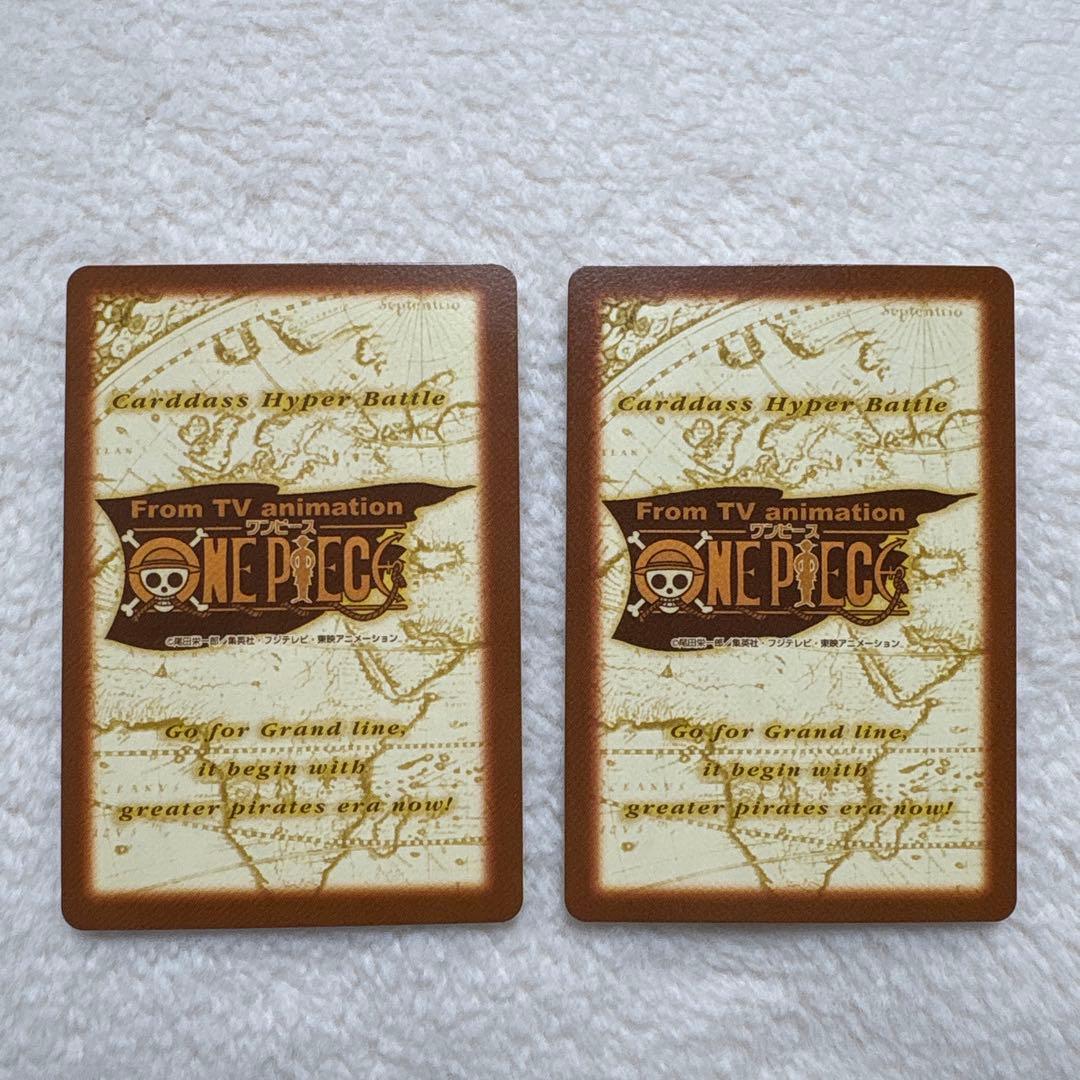 Septentrio
Carddass Hyper Battle
From TV animation
ワンピース
ONE PIECE
©尾田栄一郎/集英社・フジテレビ・東映アニメーション
Go for Grand line,
it begin with
greater pirates era now!
Septentrio
Carddass Hyper Battle
From TV animation
ワンピース
ONE PIECE
©尾田栄一郎/集英社・フジテレビ・東映アニメーション
Go for Grand line,
it begin with
greater pirates era now!